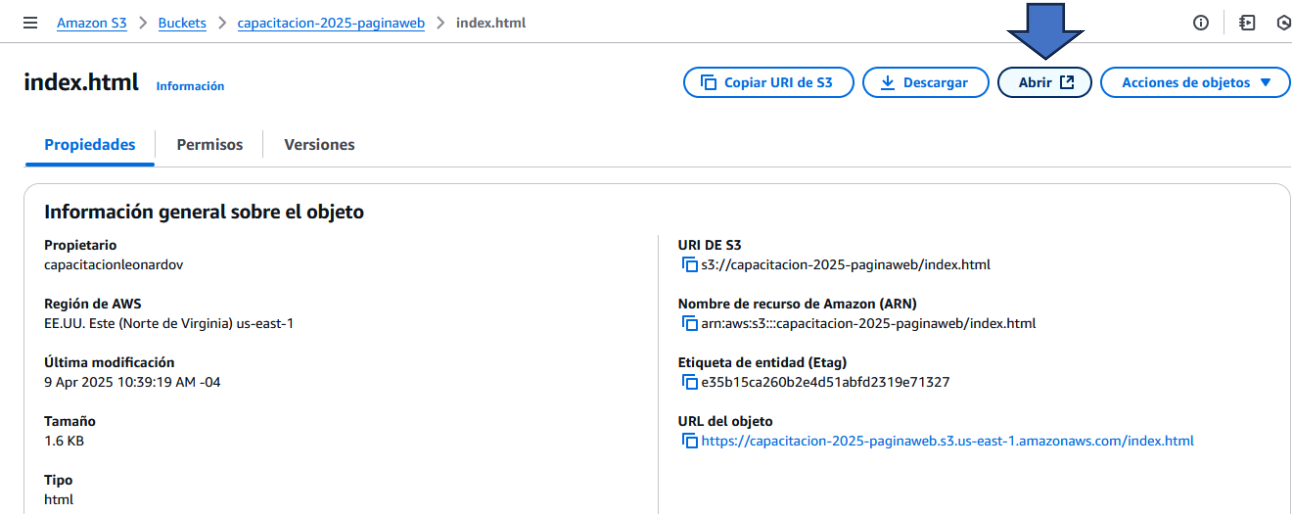 Amazon S3 > Buckets > capacitacion-2025-paginaweb > index.html
index.html Información
Copiar URI de S3 Descargar Abrir Acciones de objetos
Propiedades Permisos Versiones
Información general sobre el objeto
Propietario
capacitacionleonardov
Región de AWS
EE.UU. Este (Norte de Virginia) us-east-1
Última modificación
9 Apr 2025 10:39:19 AM -04
Tamaño
1.6 KB
Tipo
html
URI DE S3
s3://capacitacion-2025-paginaweb/index.html
Nombre de recurso de Amazon (ARN)
arn:aws:s3:::capacitacion-2025-paginaweb/index.html
Etiqueta de entidad (Etag)
e35b15ca260b2e4d51abfd2319e71327
URL del objeto
https://capacitacion-2025-paginaweb.s3.us-east-1.amazonaws.com/index.html